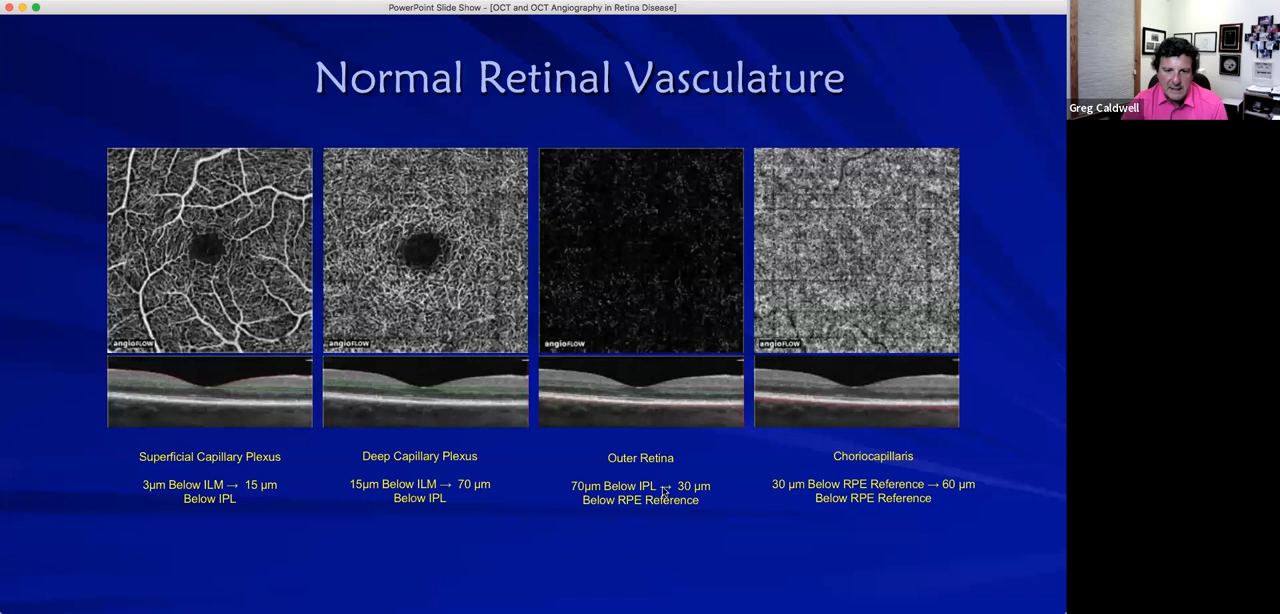 PowerPoint Slide Show - [OCT and OCT Angiography in Retina Disease]
Greg Caldwell
Normal Retinal Vasculature
angioFLOW
angioFLOW
angioFLOW
angioFLOW
Superficial Capillary Plexus
3µm Below ILM → 15 µm
Below IPL
Deep Capillary Plexus
15µm Below ILM → 70 µm
Below IPL
Outer Retina
70µm Below IPL → 30 µm
Below RPE Reference
Choriocapillaris
30 µm Below RPE Reference → 60 µm
Below RPE Reference